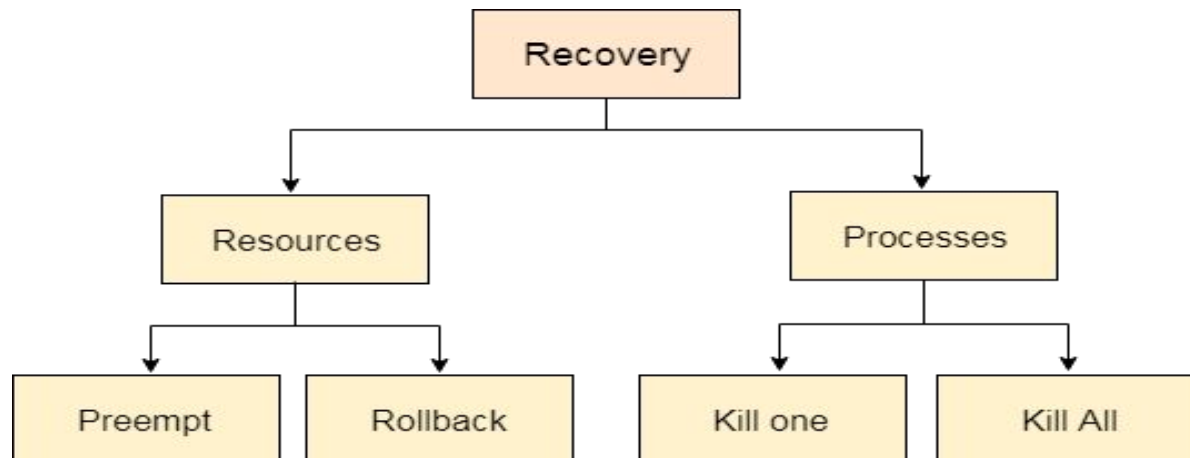 Recovery
Resources
Processes
Preempt
Rollback
Kill one
Kill All